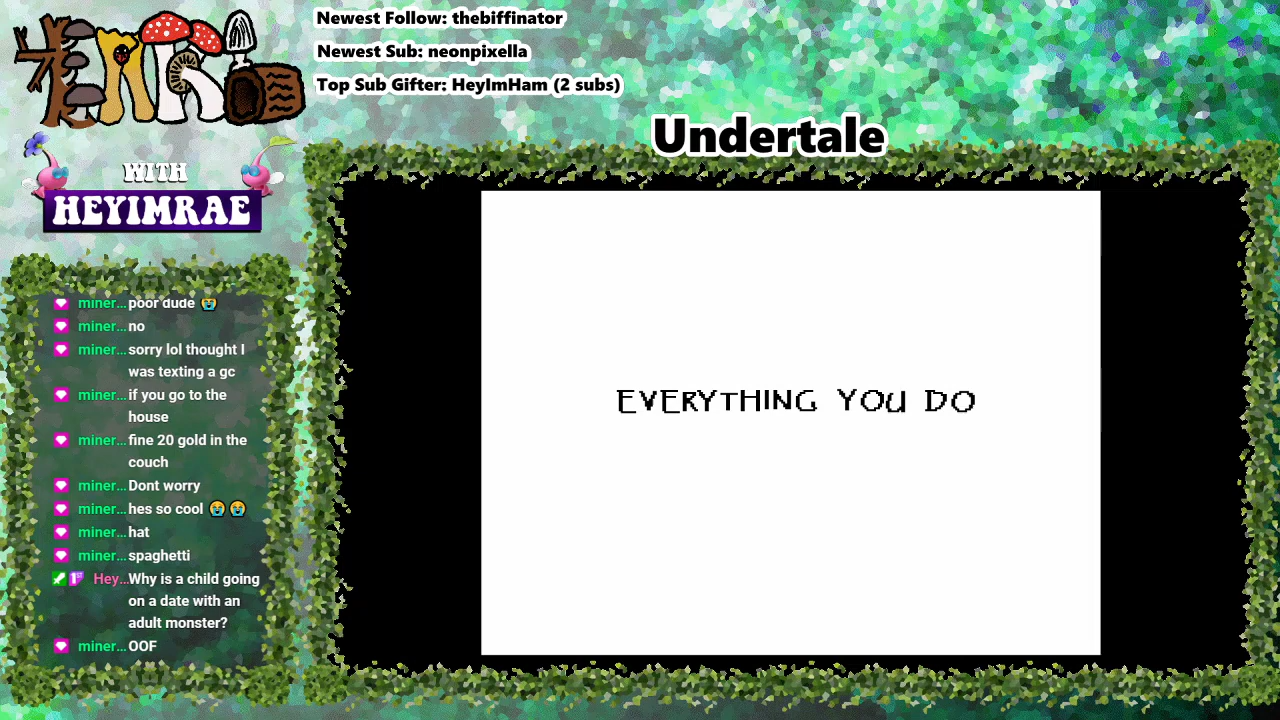 Newest Follow: thebiffinator
Newest Sub: neonpixella
Top Sub Gifter: HeyImHam (2 subs)
Undertale
WITH
HEYIMRAE
EVERYTHING YOU DO
miner... poor dude 😭
miner... no
miner... sorry lol thought I
was texting a gc
miner... if you go to the
house
miner... fine 20 gold in the
couch
miner... Dont worry
miner... hes so cool 😭 😭
miner... hat
miner... spaghetti
Hey... Why is a child going
on a date with an
adult monster?
miner... OOF